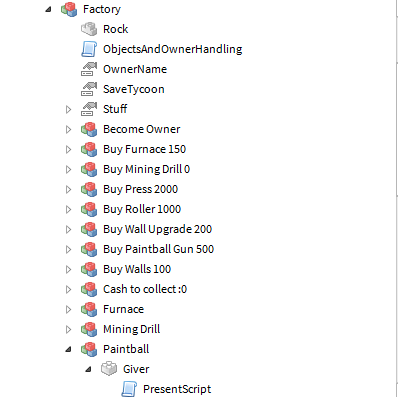 Factory
Rock
ObjectsAndOwnerHandling
OwnerName
SaveTycoon
Stuff
Become Owner
Buy Furnace 150
Buy Mining Drill 0
Buy Press 2000
Buy Roller 1000
Buy Wall Upgrade 200
Buy Paintball Gun 500
Buy Walls 100
Cash to collect :0
Furnace
Mining Drill
Paintball
Giver
PresentScript